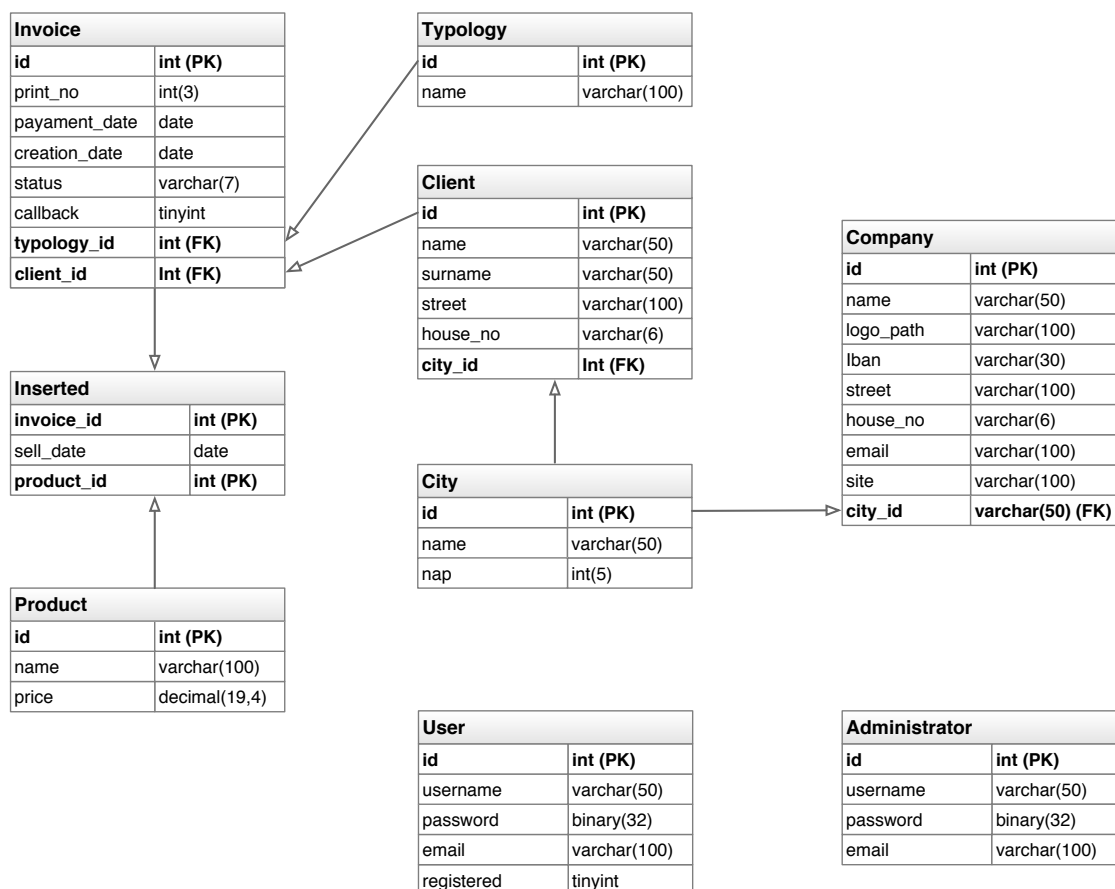 Invoice
id int (PK)
print_no int(3)
payament_date date
creation_date date
status varchar(7)
callback tinyint
typology_id int (FK)
client_id Int (FK)
Typology
id int (PK)
name varchar(100)
Client
id int (PK)
name varchar(50)
surname varchar(50)
street varchar(100)
house_no varchar(6)
city_id Int (FK)
Company
id int (PK)
name varchar(50)
logo_path varchar(100)
Iban varchar(30)
street varchar(100)
house_no varchar(6)
email varchar(100)
site varchar(100)
city_id varchar(50) (FK)
Inserted
invoice_id int (PK)
sell_date date
product_id int (PK)
City
id int (PK)
name varchar(50)
nap int(5)
Product
id int (PK)
name varchar(100)
price decimal(19,4)
User
id int (PK)
username varchar(50)
password binary(32)
email varchar(100)
registered tinyint
Administrator
id int (PK)
username varchar(50)
password binary(32)
email varchar(100)